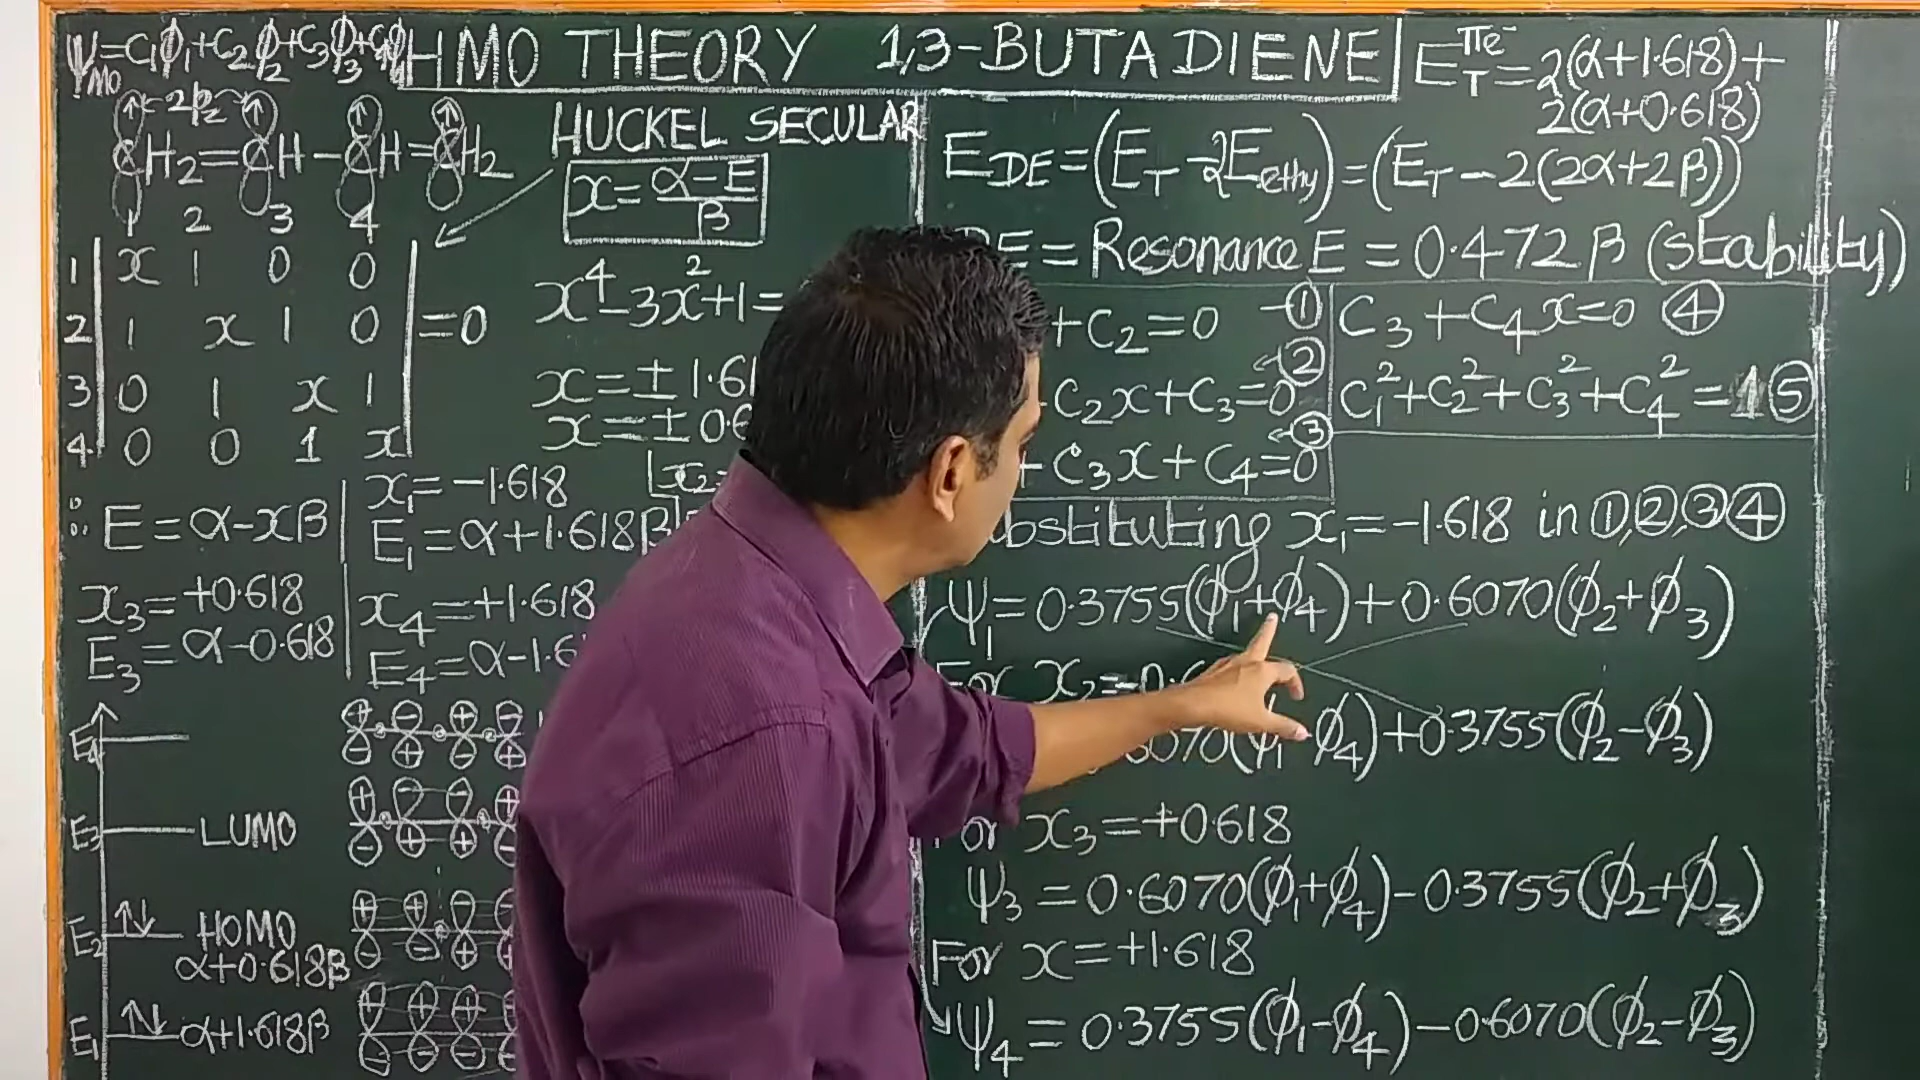 ψMO=C₁φ₁+C₂φ₂+C₃φ₃+C₄φ₄
HMO THEORY 1,3-BUTADIENE
2pz
CH₂=CH-CH=CH₂
1 2 3 4
HUCKEL SECULAR
x=α-E/β
1 x 1 0 0
2 1 x 1 0 =0
3 0 1 x 1
4. 0 0 1 x
x⁴-3x²+1=
x=±1.61
x=±0.6
x₂=
∴ E=α-xβ
x₁=-1.618
E₁=α+1.618β
x₃=+0.618
E₃=α-0.618
x₄=+1.618
E₄=α-1.6
E₄
E₃ LUMO
E₂ ↑↓ HOMO
α+0.618β
E₁ ↑↓ α+1.618β
E_T^πe⁻=2(α+1.618)+
2(α+0.618)
E_DE=(E_T-2E_ethy)=(E_T-2(2α+2β))
E=Resonance E=0.472β (stability)
+C₂=0 -①
C₂x+C₃=0 ②
+C₃x+C₄=0 ③
C₃+C₄x=0 ④
C₁²+C₂²+C₃²+C₄²=1 ⑤
bstituting x₁=-1.618 in ①,②,③④
ψ₁=0.3755(φ₁+φ₄)+0.6070(φ₂+φ₃)
For x₂=-0.6
6070(φ₁-φ₄)+0.3755(φ₂-φ₃)
For x₃=+0.618
ψ₃=0.6070(φ₁+φ₄)-0.3755(φ₂+φ₃)
For x=+1.618
ψ₄=0.3755(φ₁-φ₄)-0.6070(φ₂-φ₃)